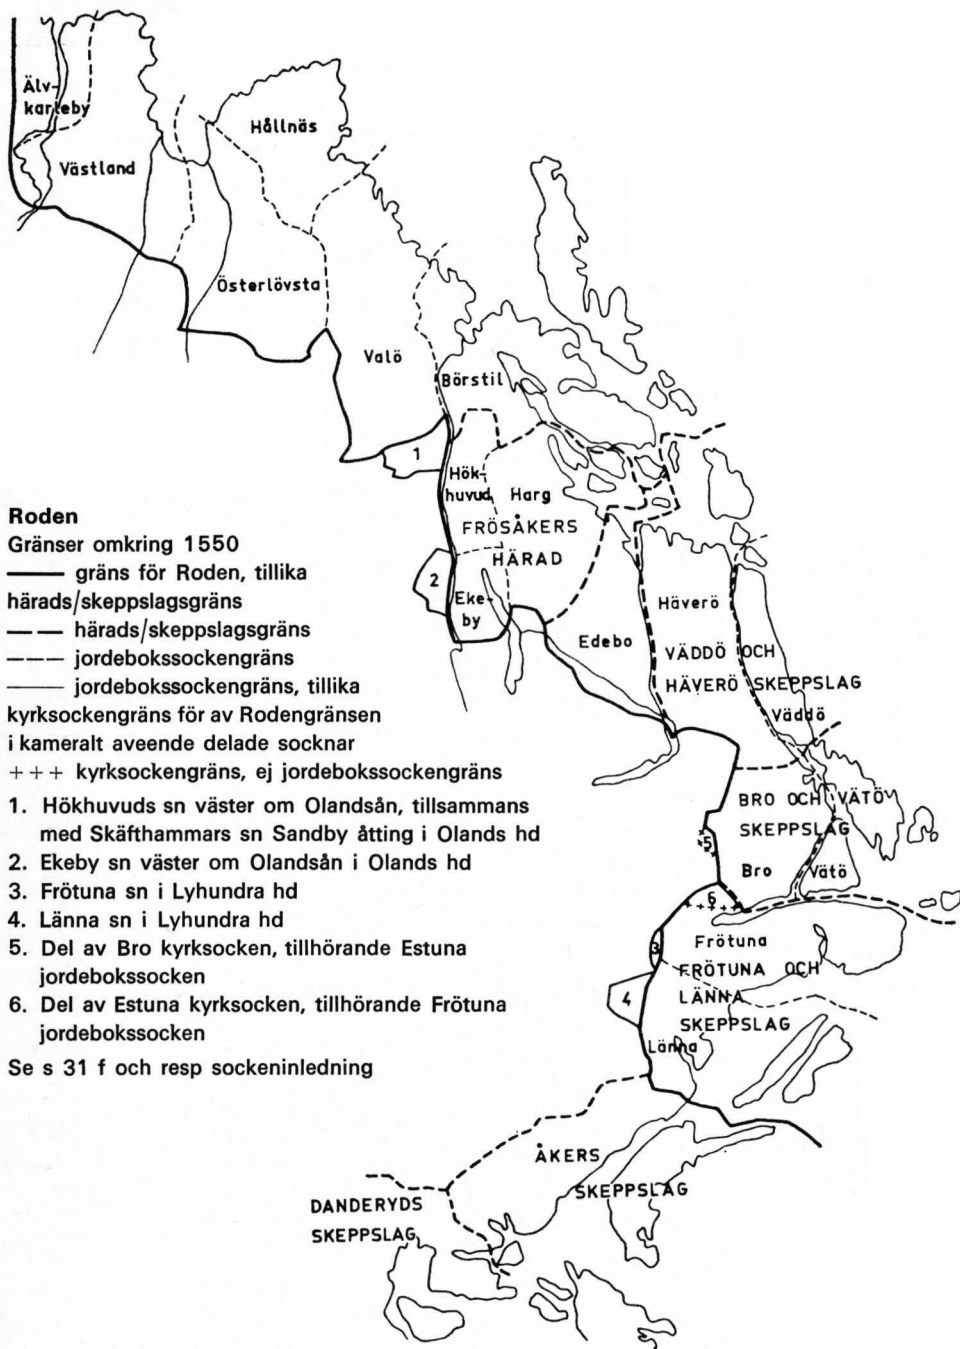 Älv-
karleby
Västland
Hållnäs
Österlövsta
Valö
Börstil
1
Hök-
huvud
Harg
FRÖSÅKERS
HÄRAD
2
Eke-
by
Edebo
Häverö
VÄDDÖ OCH
HÄVERÖ SKEPPSLAG
Väddö
BRO OCH VÄTÖ
SKEPPSLAG
5
Bro
Vätö
6
Frötuna
3
FRÖTUNA OCH
4
LÄNNA
SKEPPSLAG
Länna
ÅKERS
SKEPPSLAG
DANDERYDS
SKEPPSLAG
Roden
Gränser omkring 1550
gräns för Roden, tillika
härads/skeppslagsgräns
härads/skeppslagsgräns
jordebokssockengräns
jordebokssockengräns, tillika
kyrksockengräns för av Rodengränsen
i kameralt aveende delade socknar
+++ kyrksockengräns, ej jordebokssockengräns
1. Hökhuvuds sn väster om Olandsån, tillsammans
med Skäfthammars sn Sandby åtting i Olands hd
2. Ekeby sn väster om Olandsån i Olands hd
3. Frötuna sn i Lyhundra hd
4. Länna sn i Lyhundra hd
5. Del av Bro kyrksocken, tillhörande Estuna
jordebokssocken
6. Del av Estuna kyrksocken, tillhörande Frötuna
jordebokssocken
Se s 31 f och resp sockeninledning